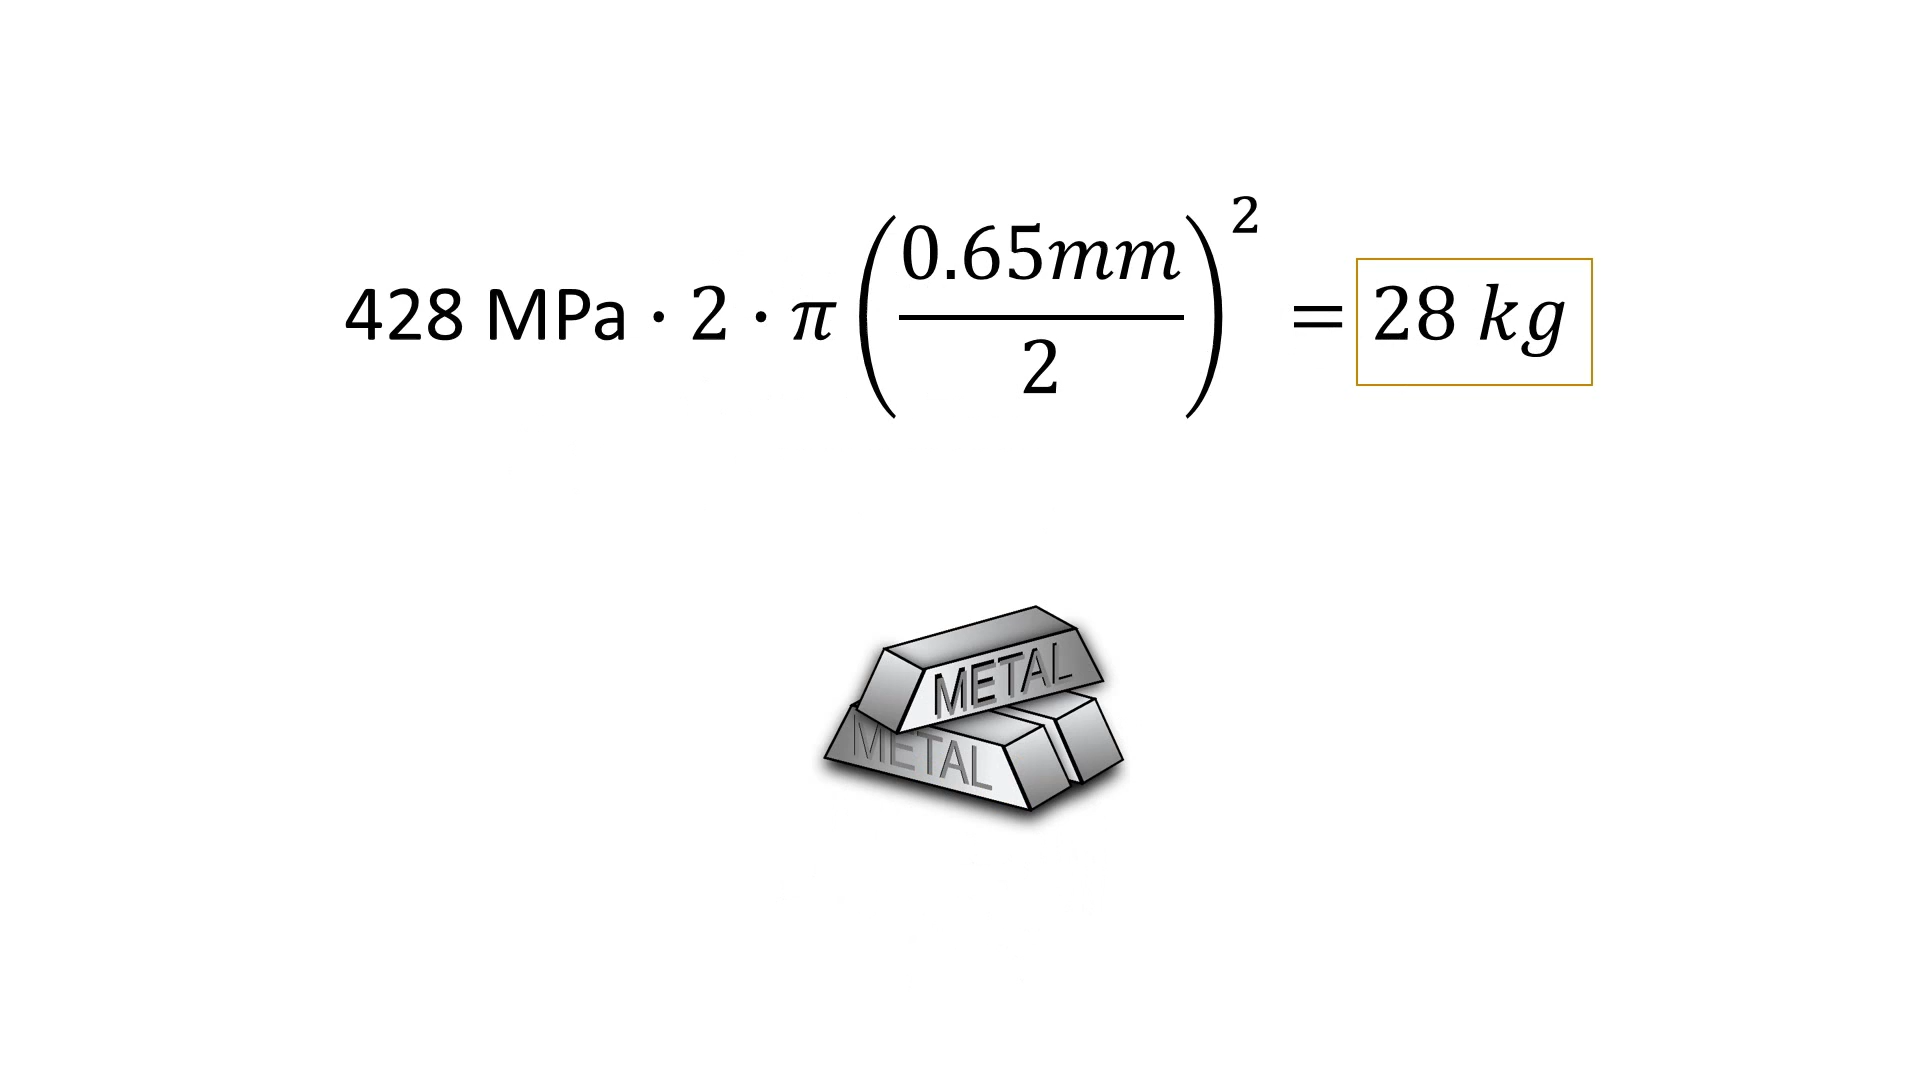 428 MPa · 2 · π (0.65mm / 2)² = 28 kg
METAL
METAL